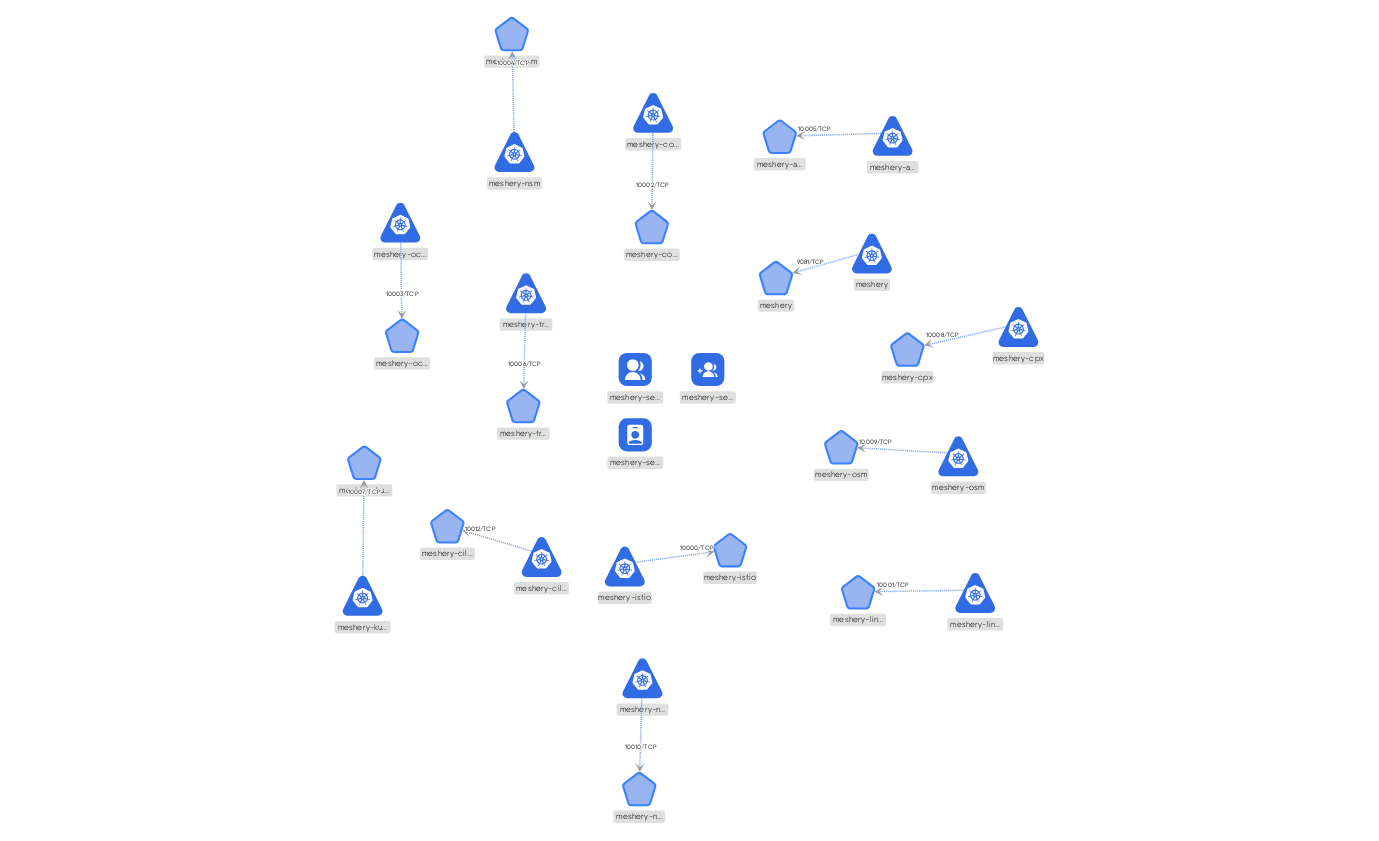 10004/TCP
meshery-nsm
meshery-co...
10002/TCP
meshery-co...
10005/TCP
meshery-a...
meshery-a...
meshery-oc...
10003/TCP
meshery-oc...
9081/TCP
meshery
meshery
meshery-tr...
10006/TCP
meshery-tr...
10008/TCP
meshery-cpx
meshery-cpx
meshery-se...
meshery-se...
meshery-se...
10009/TCP
meshery-osm
meshery-osm
10007/TCP
meshery-ku...
10012/TCP
meshery-cil...
meshery-cil...
10000/TCP
meshery-istio
meshery-istio
10001/TCP
meshery-lin...
meshery-lin...
meshery-n...
10010/TCP
meshery-n...